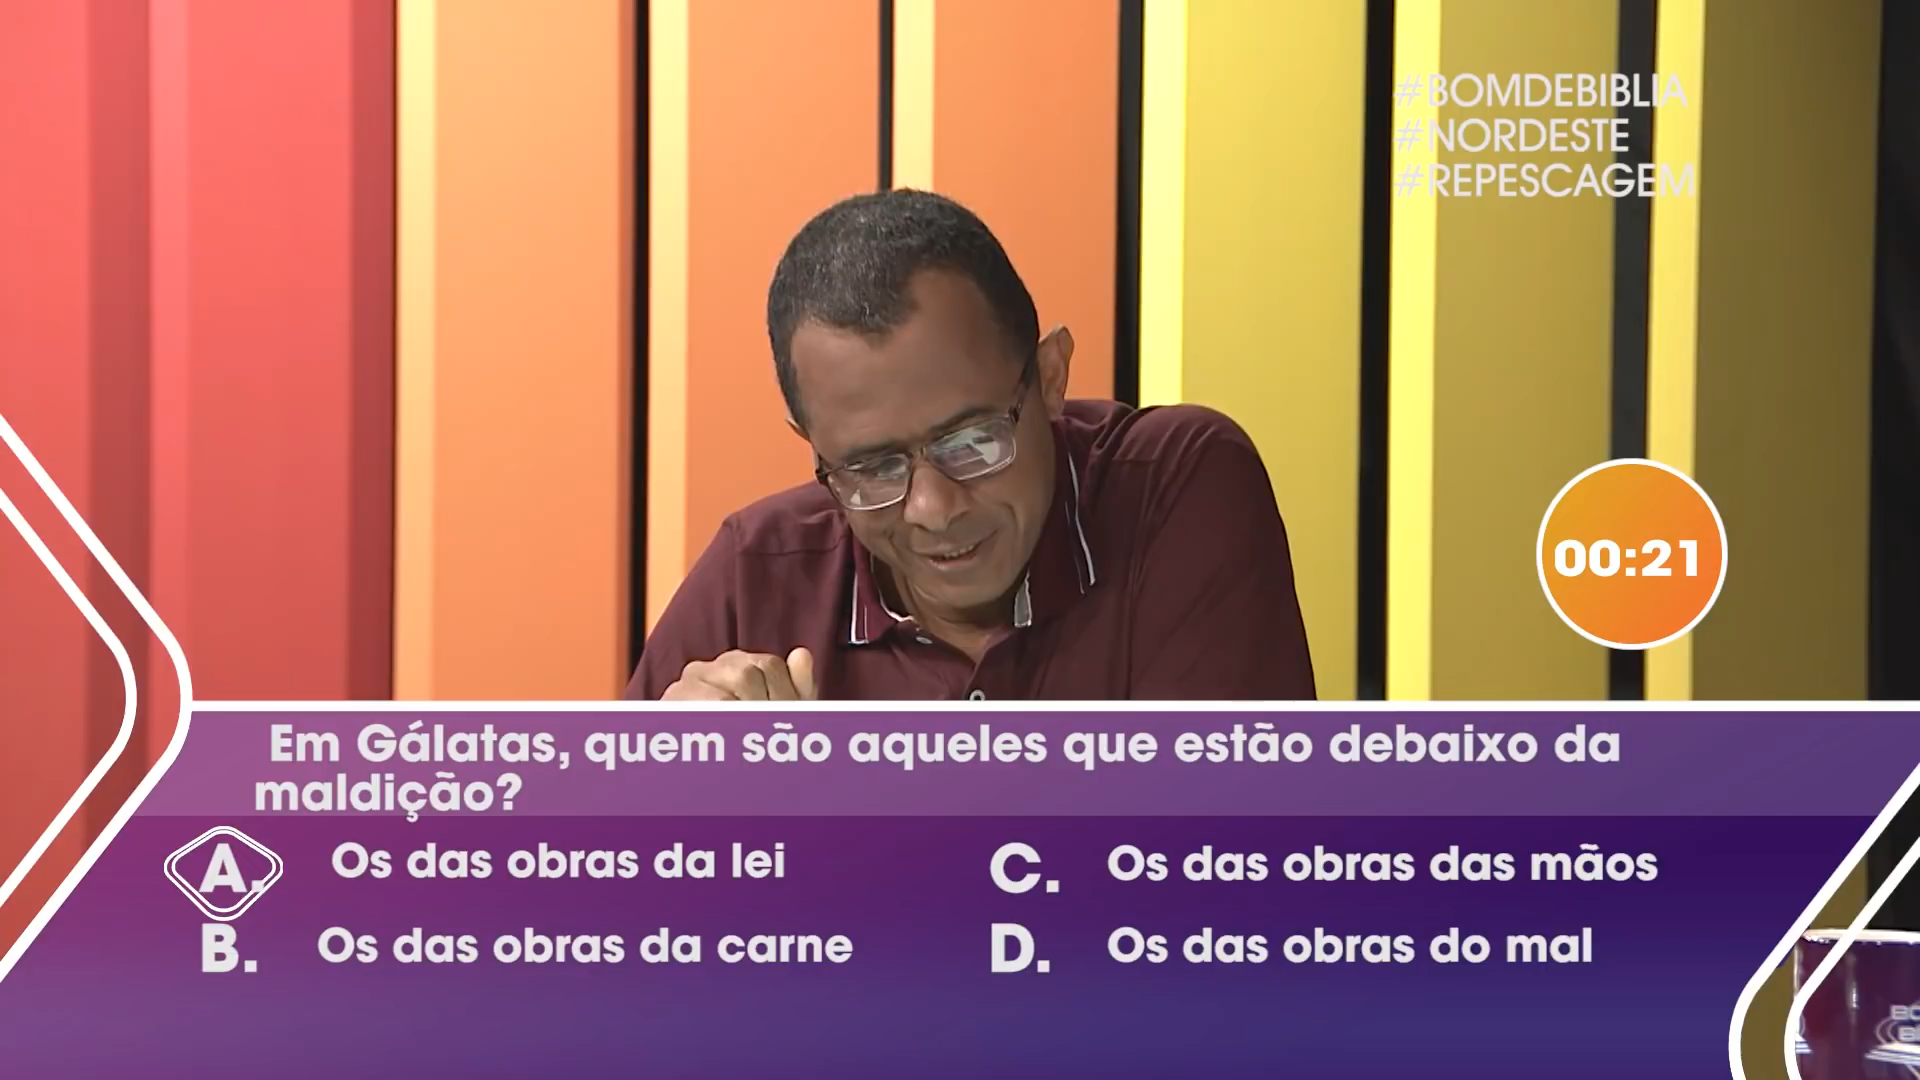 #BOMDEBIBLIA
#NORDESTE
#REPESCAGEM
00:21
Em Gálatas, quem são aqueles que estão debaixo da
maldição?
A. Os das obras da lei
C. Os das obras das mãos
B. Os das obras da carne
D. Os das obras do mal